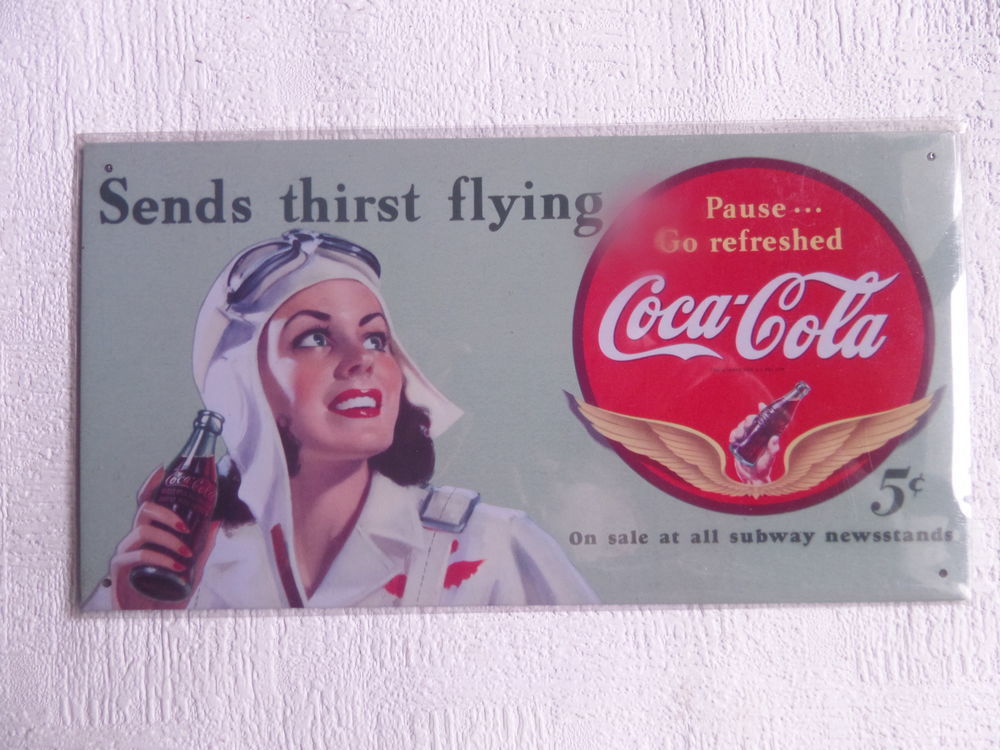 Sends thirst flying
Pause...
Go refreshed
Coca-Cola
Coca-Cola
5¢
On sale at all subway newsstands